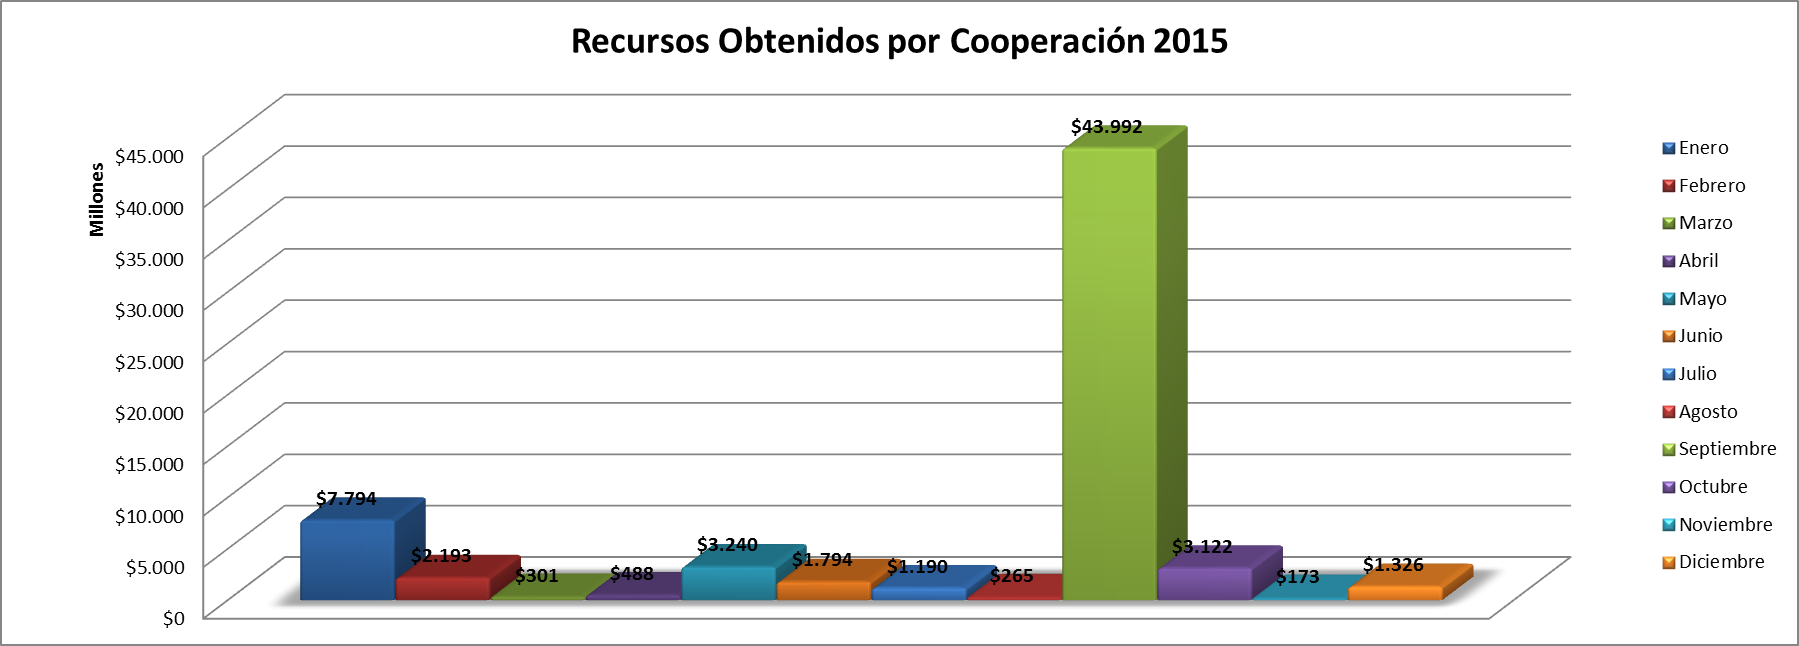 Recursos Obtenidos por Cooperación 2015
Millones
$45.000
$40.000
$35.000
$30.000
$25.000
$20.000
$15.000
$10.000
$5.000
$0
$7.794
$2.193
$301
$488
$3.240
$1.794
$1.190
$265
$43.992
$3.122
$173
$1.326
Enero
Febrero
Marzo
Abril
Mayo
Junio
Julio
Agosto
Septiembre
Octubre
Noviembre
Diciembre